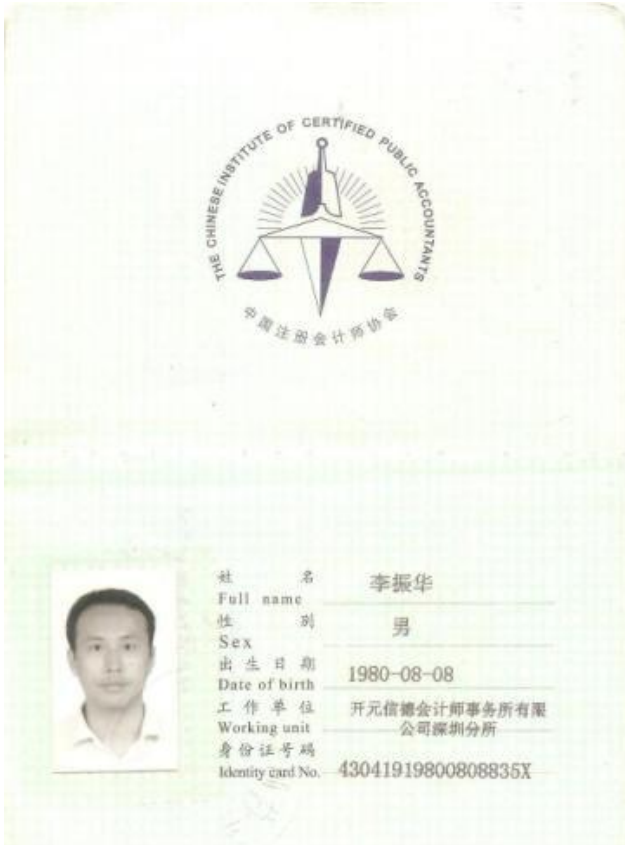 THE CHINESE INSTITUTE OF CERTIFIED PUBLIC ACCOUNTANTS
中国注册会计师协会
姓 名 李振华
Full name
性 别 男
Sex
出生日期 1980-08-08
Date of birth
工作单位 开元信德会计师事务所有限
Working unit 公司深圳分所
身份证号码
Identity card No. 43041919800808835X